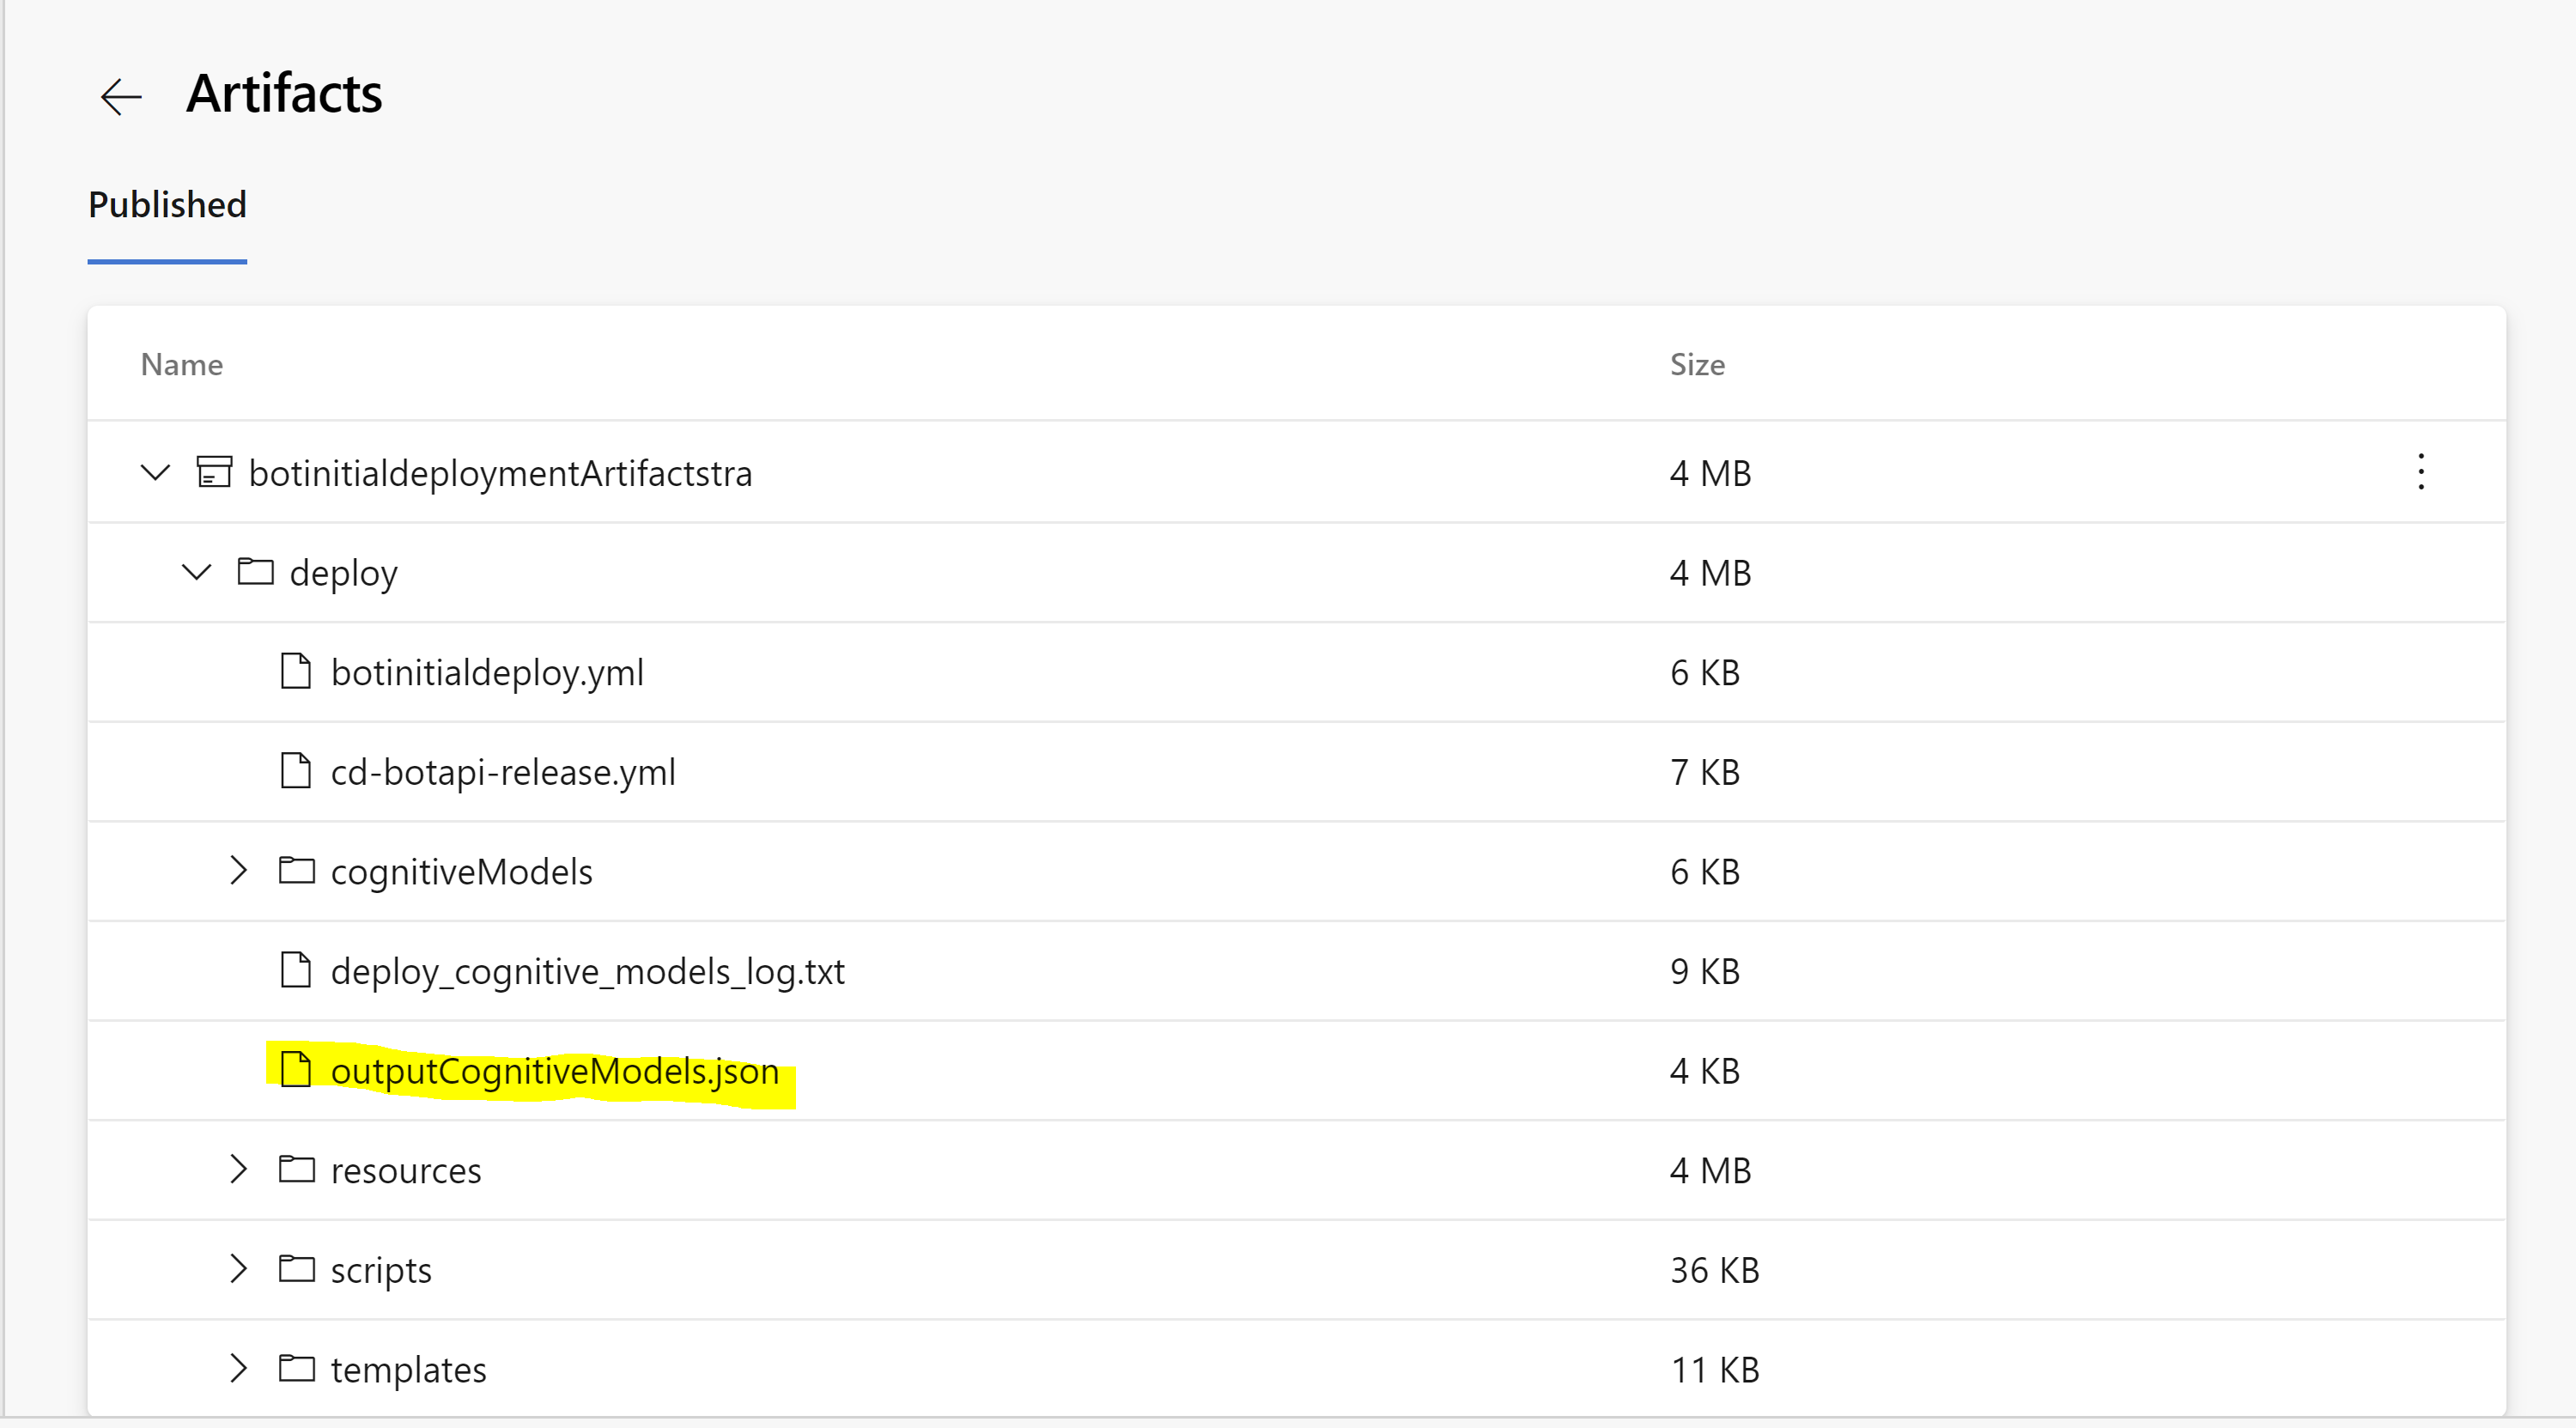 Artifacts
Published
Name Size
botinitialdeploymentArtifactstra 4 MB
deploy 4 MB
botinitialdeploy.yml 6 KB
cd-botapi-release.yml 7 KB
cognitiveModels 6 KB
deploy_cognitive_models_log.txt 9 KB
outputCognitiveModels.json 4 KB
resources 4 MB
scripts 36 KB
templates 11 KB